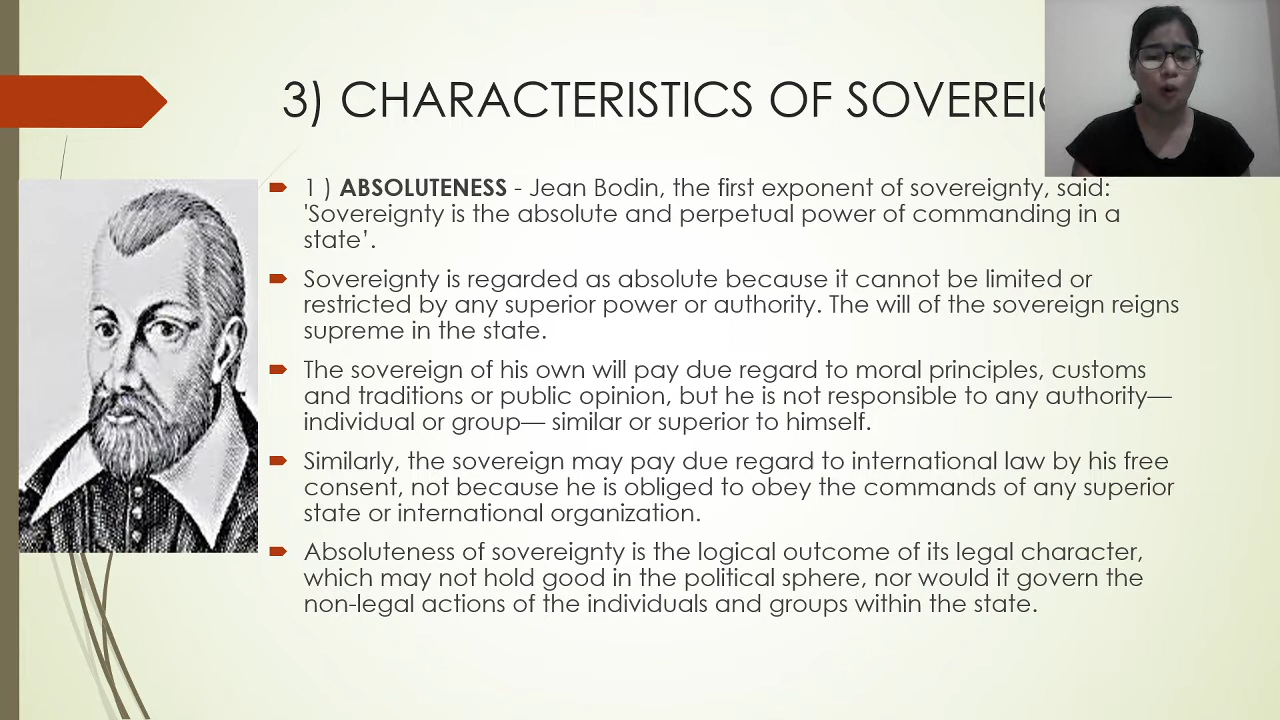 3) CHARACTERISTICS OF
1 ) ABSOLUTENESS - Jean Bodin, the first exponent of sovereignty, said:
'Sovereignty is the absolute and perpetual power of commanding in a
state’.
Sovereignty is regarded as absolute because it cannot be limited or
restricted by any superior power or authority. The will of the sovereign reigns
supreme in the state.
The sovereign of his own will pay due regard to moral principles, customs
and traditions or public opinion, but he is not responsible to any authority—
individual or group— similar or superior to himself.
Similarly, the sovereign may pay due regard to international law by his free
consent, not because he is obliged to obey the commands of any superior
state or international organization.
Absoluteness of sovereignty is the logical outcome of its legal character,
which may not hold good in the political sphere, nor would it govern the
non-legal actions of the individuals and groups within the state.